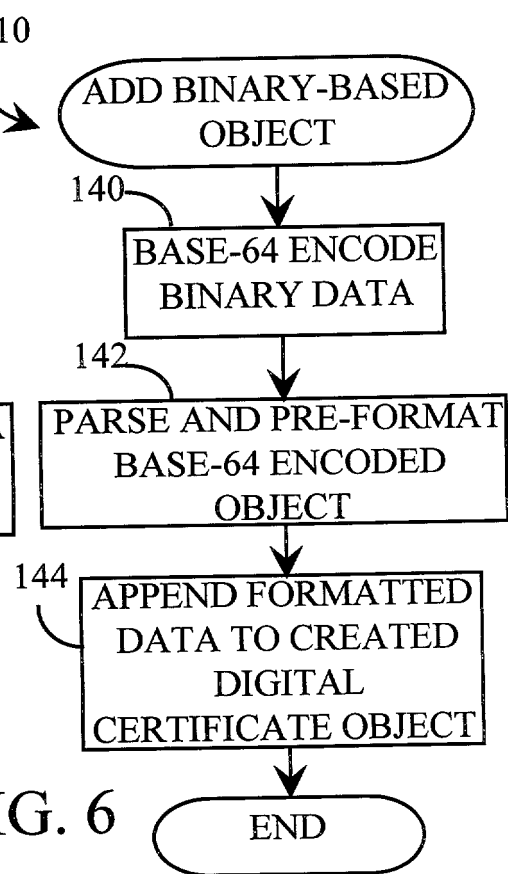 10
ADD BINARY-BASED
OBJECT
140
BASE-64 ENCODE
BINARY DATA
142
PARSE AND PRE-FORMAT
BASE-64 ENCODED
OBJECT
144
APPEND FORMATTED
DATA TO CREATED
DIGITAL
CERTIFICATE OBJECT
G. 6
END